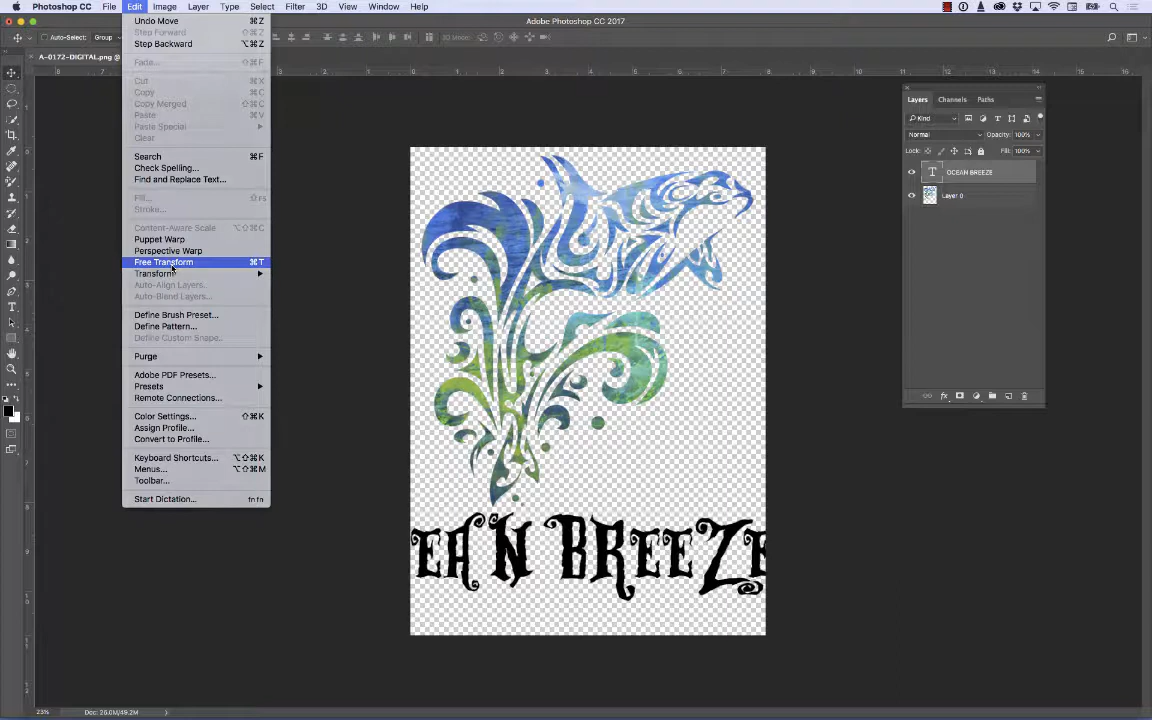 Photoshop CC File Edit Image Layer Type Select Filter 3D View Window Help
Adobe Photoshop CC 2017
Auto-Select: Group 3D Mode:
A-0172-DIGITAL.png @
Undo Move ⌘Z
Step Forward ⇧⌘Z
Step Backward ⌥⌘Z
Fade... ⇧⌘F
Cut ⌘X
Copy ⌘C
Copy Merged ⇧⌘C
Paste ⌘V
Paste Special
Clear
Search ⌘F
Check Spelling...
Find and Replace Text...
Fill... ⇧F5
Stroke...
Content-Aware Scale ⌥⇧⌘C
Puppet Warp
Perspective Warp
Free Transform ⌘T
Transform
Auto-Align Layers...
Auto-Blend Layers...
Define Brush Preset...
Define Pattern...
Define Custom Shape...
Purge
Adobe PDF Presets...
Presets
Remote Connections...
Color Settings... ⇧⌘K
Assign Profile...
Convert to Profile...
Keyboard Shortcuts... ⌥⇧⌘K
Menus... ⌥⇧⌘M
Toolbar...
Start Dictation... fn fn
EAN BREEZE
Layers Channels Paths
Kind
Normal Opacity: 100%
Lock: Fill: 100%
OCEAN BREEZE
Layer 0
23% Doc: 26.0M/49.2M